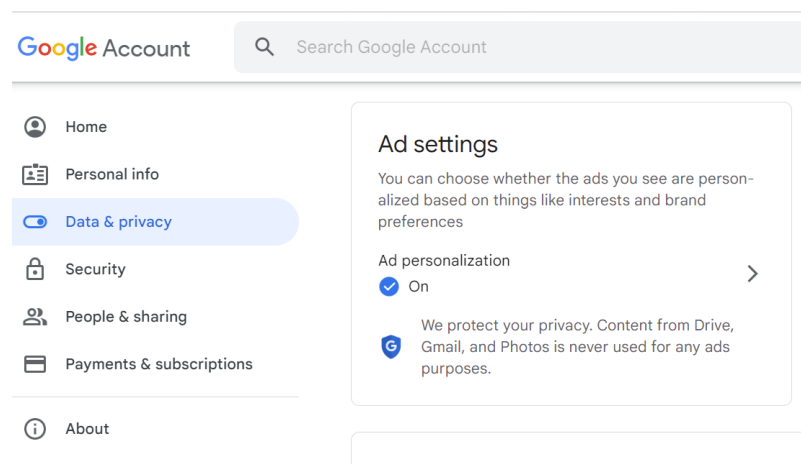 Google Account
Search Google Account
Home
Personal info
Data & privacy
Security
People & sharing
Payments & subscriptions
About
Ad settings
You can choose whether the ads you see are person-
alized based on things like interests and brand
preferences
Ad personalization
On
G
We protect your privacy. Content from Drive,
Gmail, and Photos is never used for any ads
purposes.